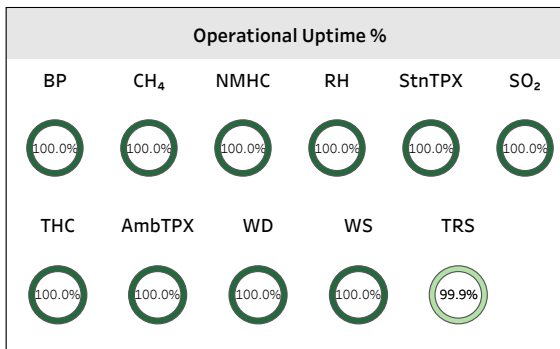 Operational Uptime %
BP CH₄ NMHC RH StnTPX SO₂
100.0% 100.0% 100.0% 100.0% 100.0% 100.0%
THC AmbTPX WD WS TRS
100.0% 100.0% 100.0% 100.0% 99.9%